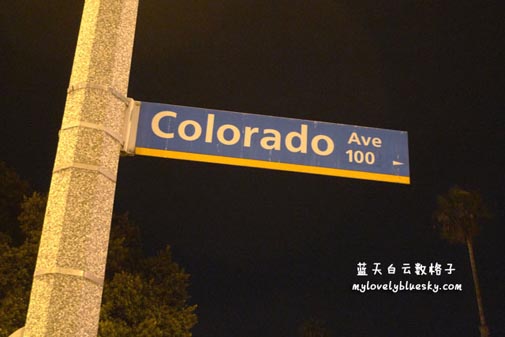 Colorado Ave
100
蓝天白云数格子
mylovelybluesky.com